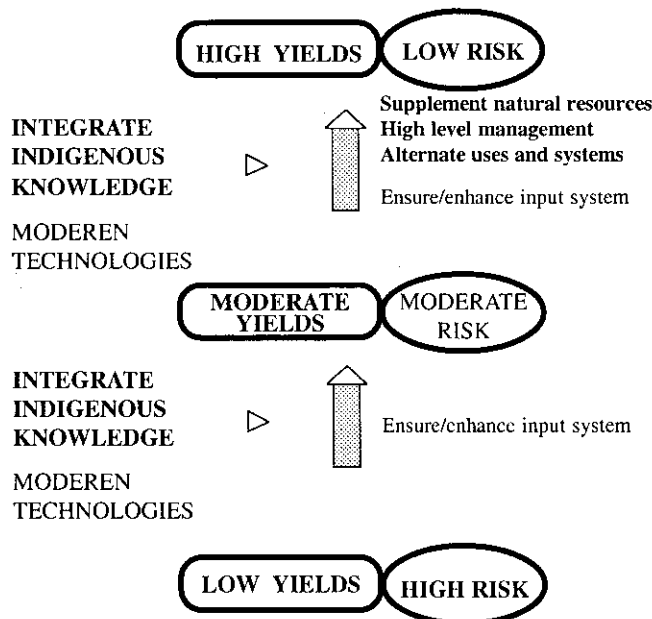 HIGH YIELDS LOW RISK
Supplement natural resources
High level management
Alternate uses and systems
Ensure/enhance input system
INTEGRATE
INDIGENOUS
KNOWLEDGE
MODEREN
TECHNOLOGIES
MODERATE
YIELDS
MODERATE
RISK
INTEGRATE
INDIGENOUS
KNOWLEDGE
MODEREN
TECHNOLOGIES
Ensure/enhance input system
LOW YIELDS HIGH RISK